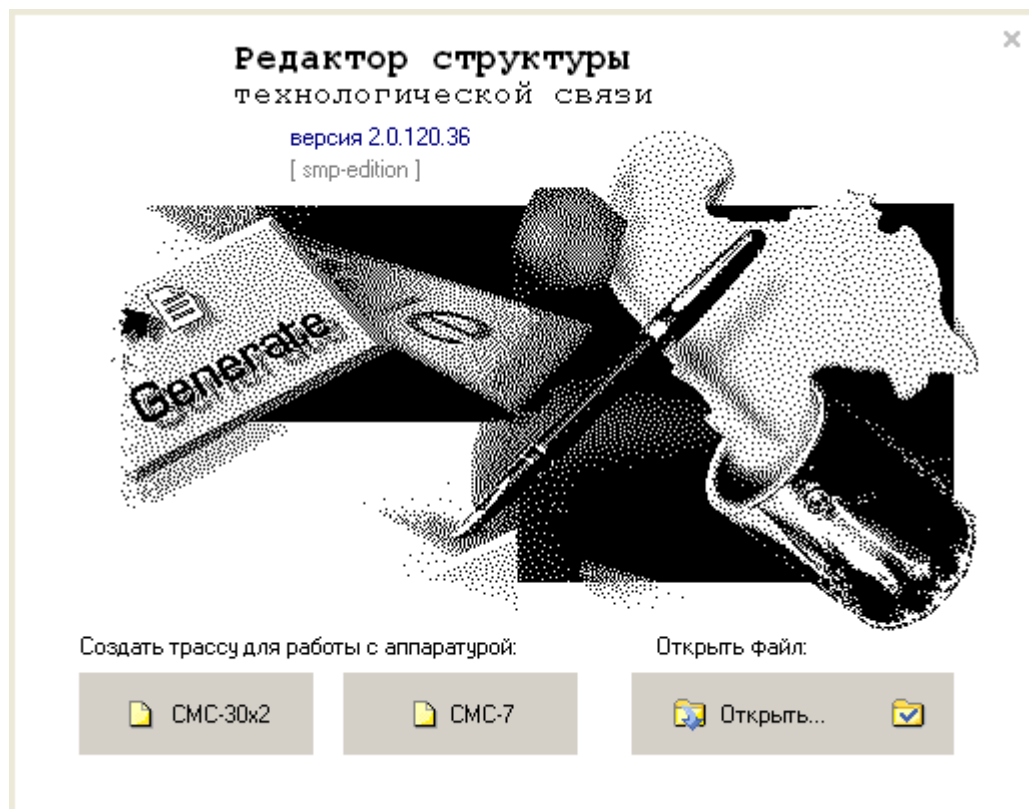 Редактор структуры
технологической связи
версия 2.0.120.36
[ smp-edition ]
Generate
Создать трассу для работы с аппаратурой:
Открыть файл:
СМС-30x2
СМС-7
Открыть...